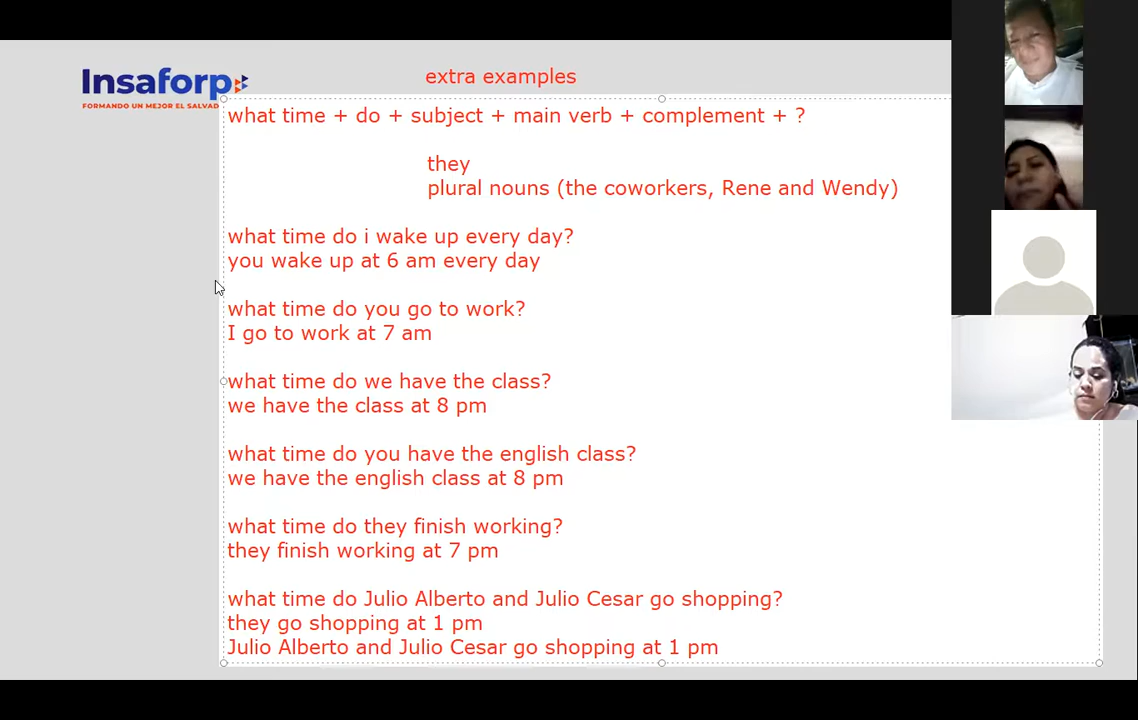 Insaforp
FORMANDO UN MEJOR EL SALVAD
extra examples
what time + do + subject + main verb + complement + ?
they
plural nouns (the coworkers, Rene and Wendy)
what time do i wake up every day?
you wake up at 6 am every day
what time do you go to work?
I go to work at 7 am
what time do we have the class?
we have the class at 8 pm
what time do you have the english class?
we have the english class at 8 pm
what time do they finish working?
they finish working at 7 pm
what time do Julio Alberto and Julio Cesar go shopping?
they go shopping at 1 pm
Julio Alberto and Julio Cesar go shopping at 1 pm